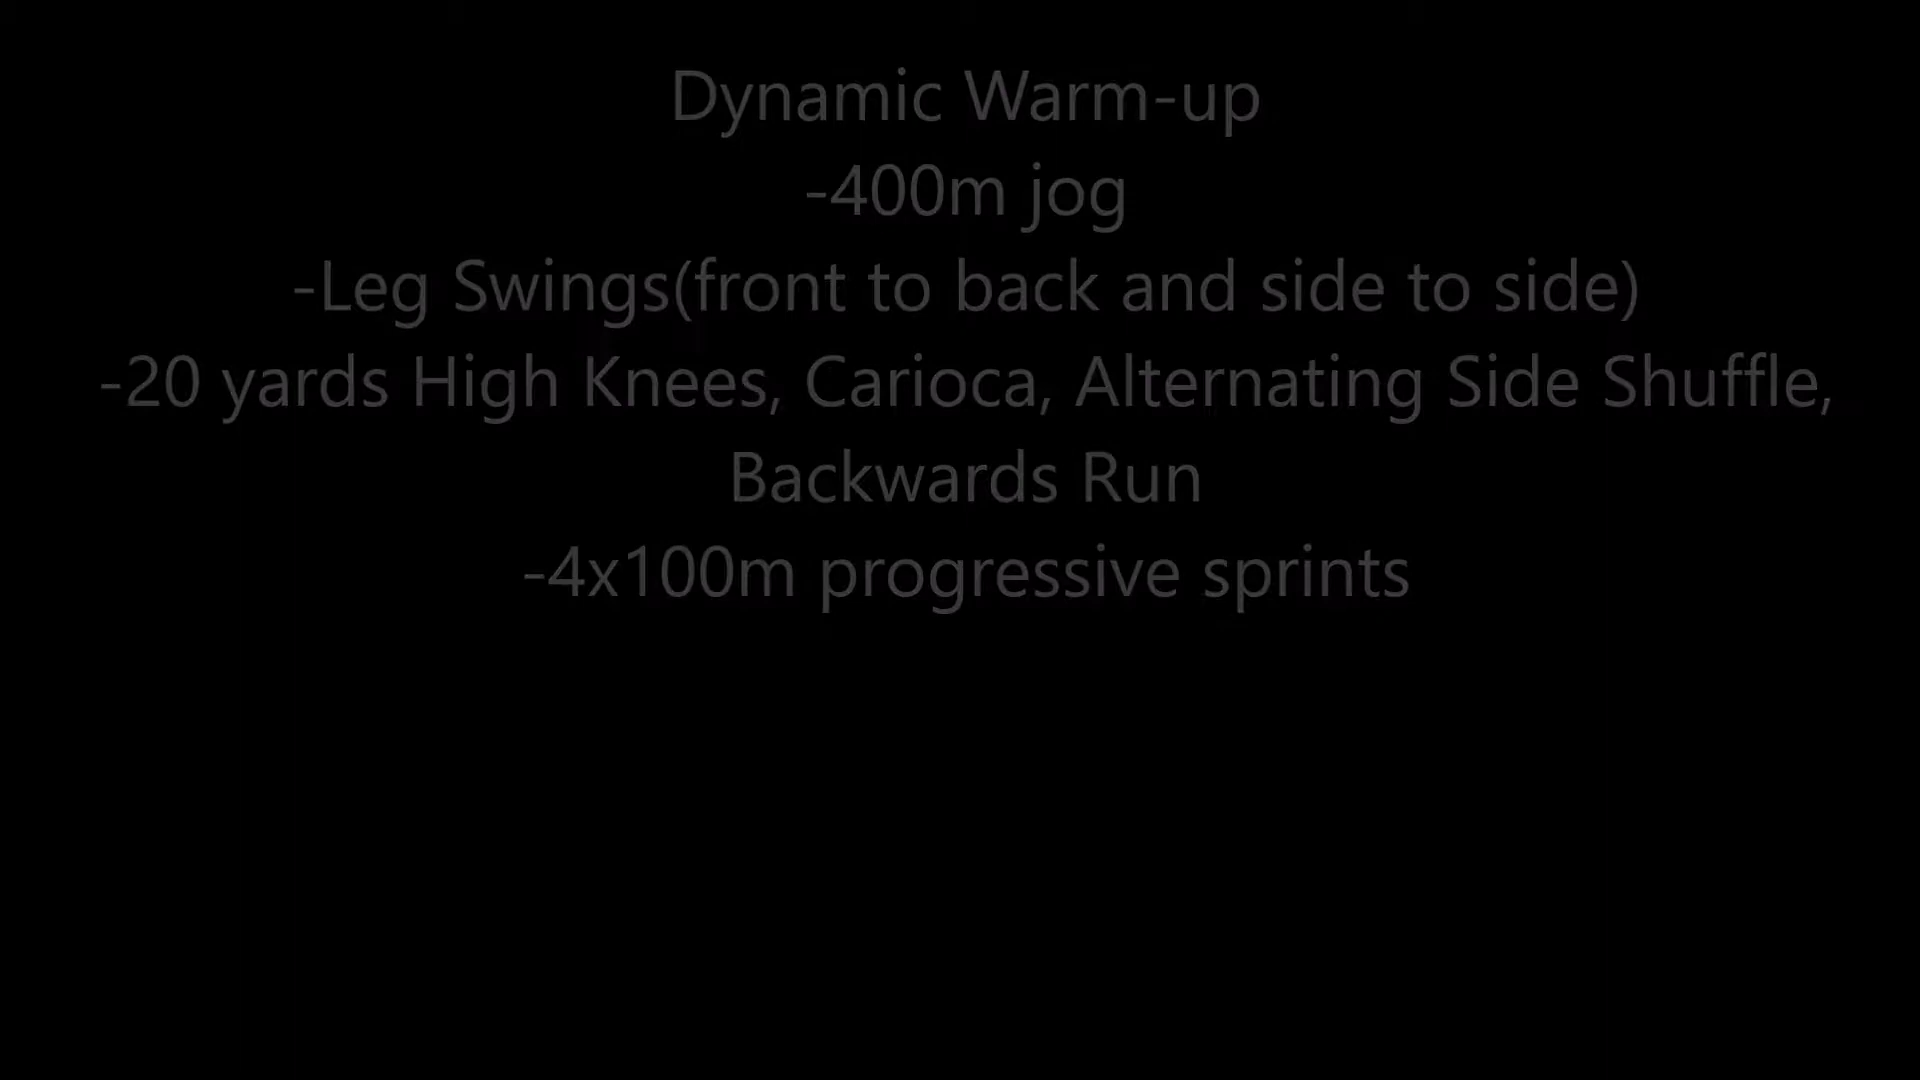 Dynamic Warm-up
-400m jog
-Leg Swings(front to back and side to side)
-20 yards High Knees, Carioca, Alternating Side Shuffle,
Backwards Run
-4x100m progressive sprints